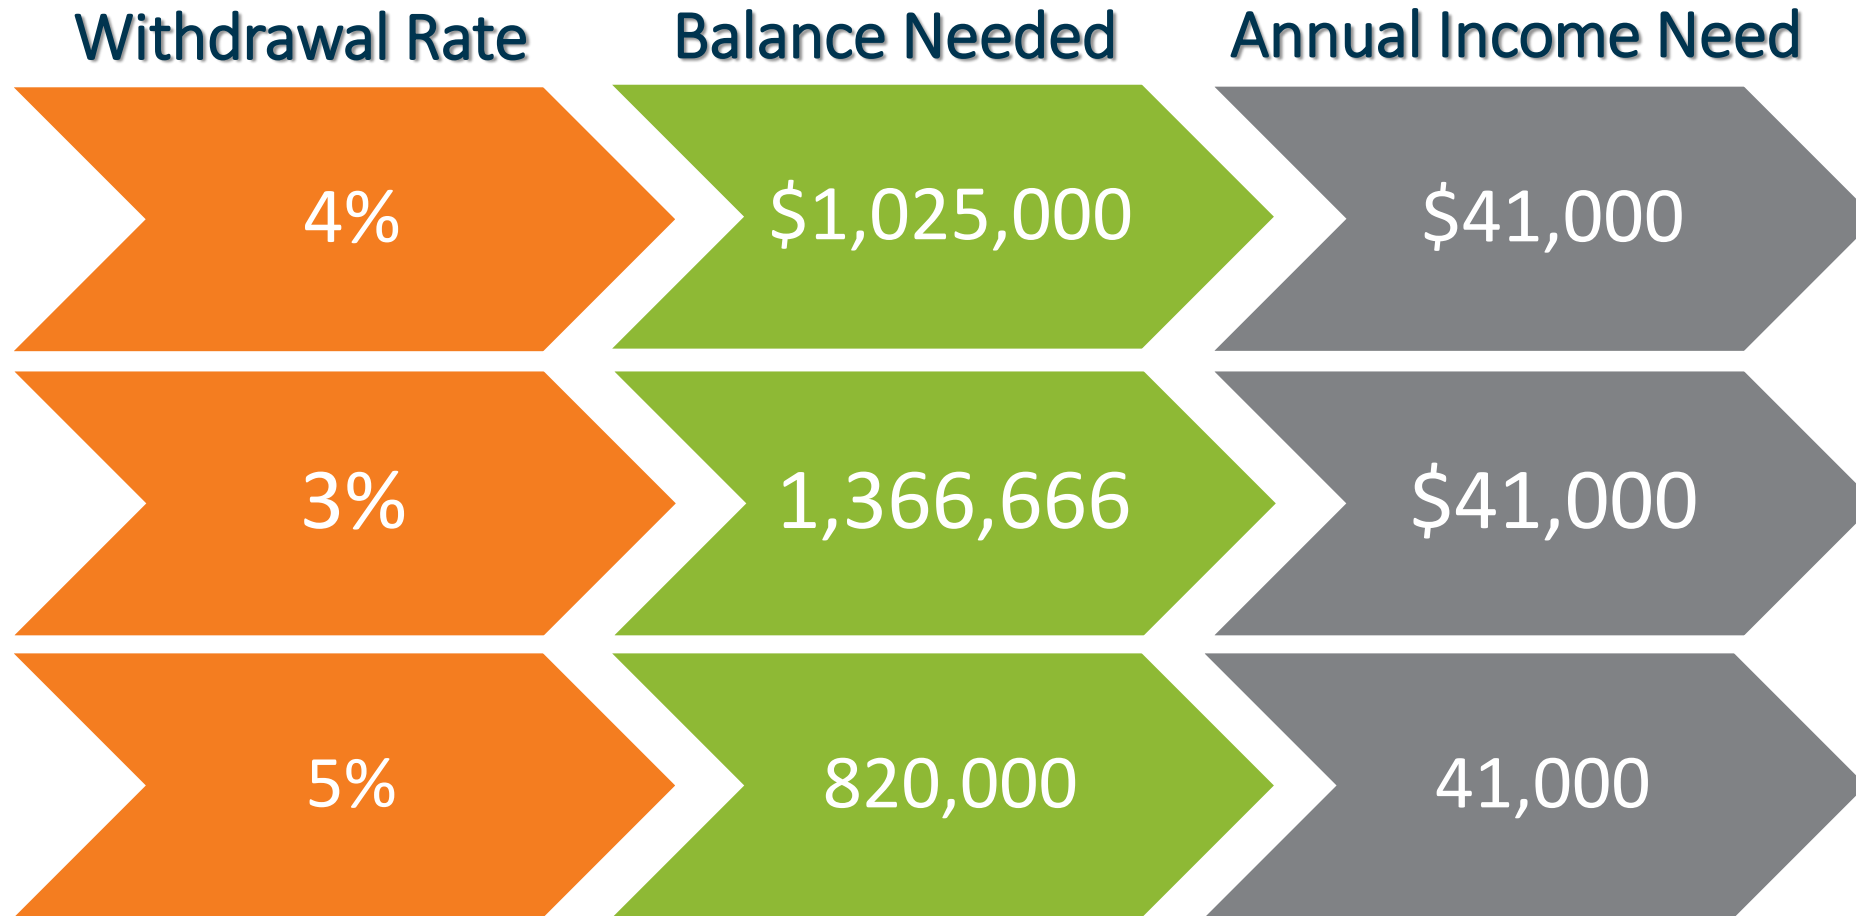 Withdrawal Rate Balance Needed Annual Income Need
4% $1,025,000 $41,000
3% 1,366,666 $41,000
5% 820,000 41,000